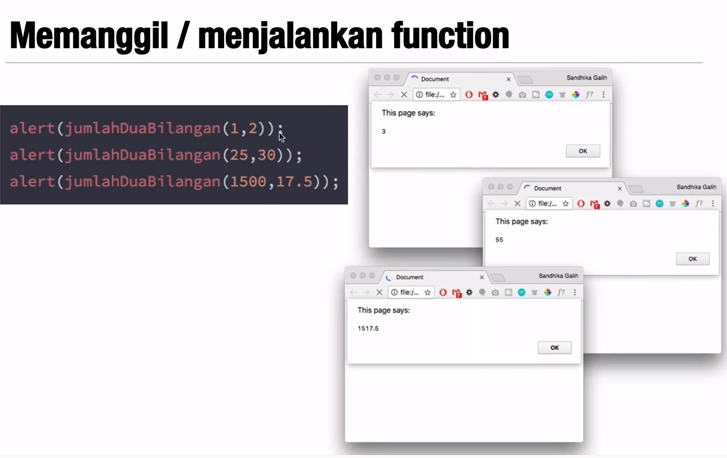 Memanggil / menjalankan function
alert(jumlahDuaBilangan(1,2));
alert(jumlahDuaBilangan(25,30));
alert(jumlahDuaBilangan(1500,17.5));
Document
Sandhika Galih
file:/...
f?
This page says:
3
OK
Document
Sandhika Galih
file:/...
f?
This page says:
55
OK
Document
Sandhika Galih
file:/...
f?
This page says:
1517.5
OK